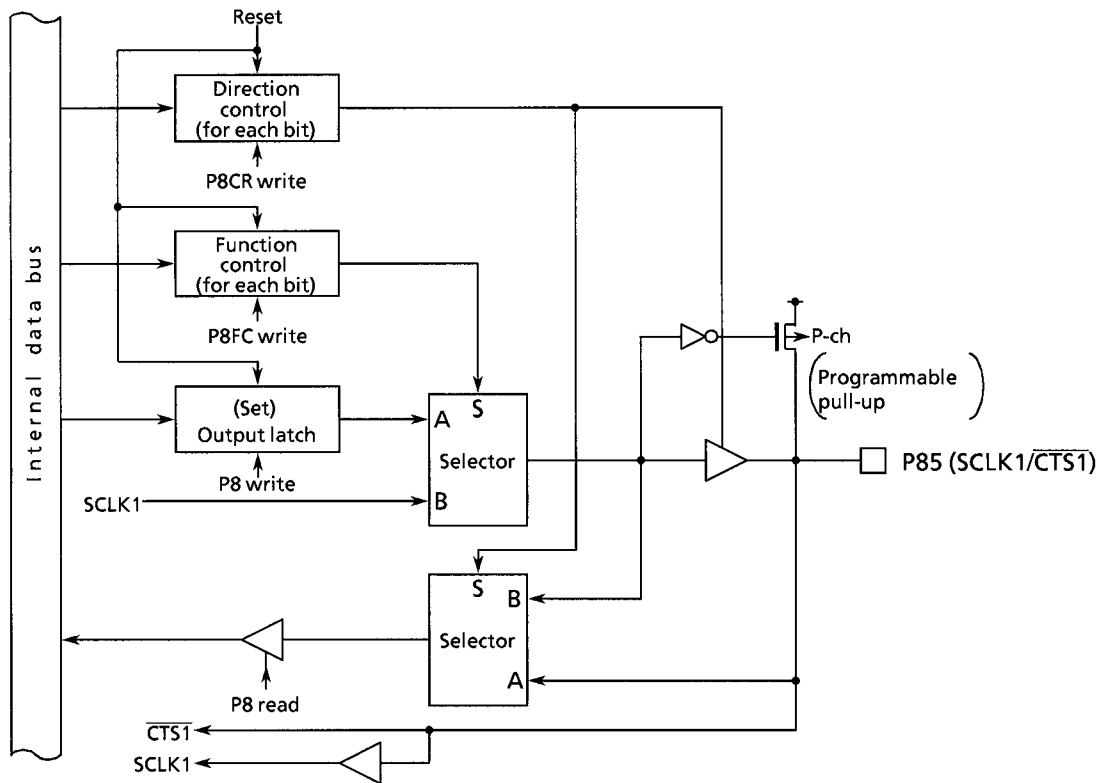 Reset
Direction
control
(for each bit)
P8CR write
Internal data bus
Function
control
(for each bit)
P8FC write
P-ch
(Programmable
pull-up)
(Set)
Output latch
P8 write
SCLK1
S
A
Selector
B
P85 (SCLK1/CTS1)
S
B
Selector
A
P8 read
CTS1
SCLK1